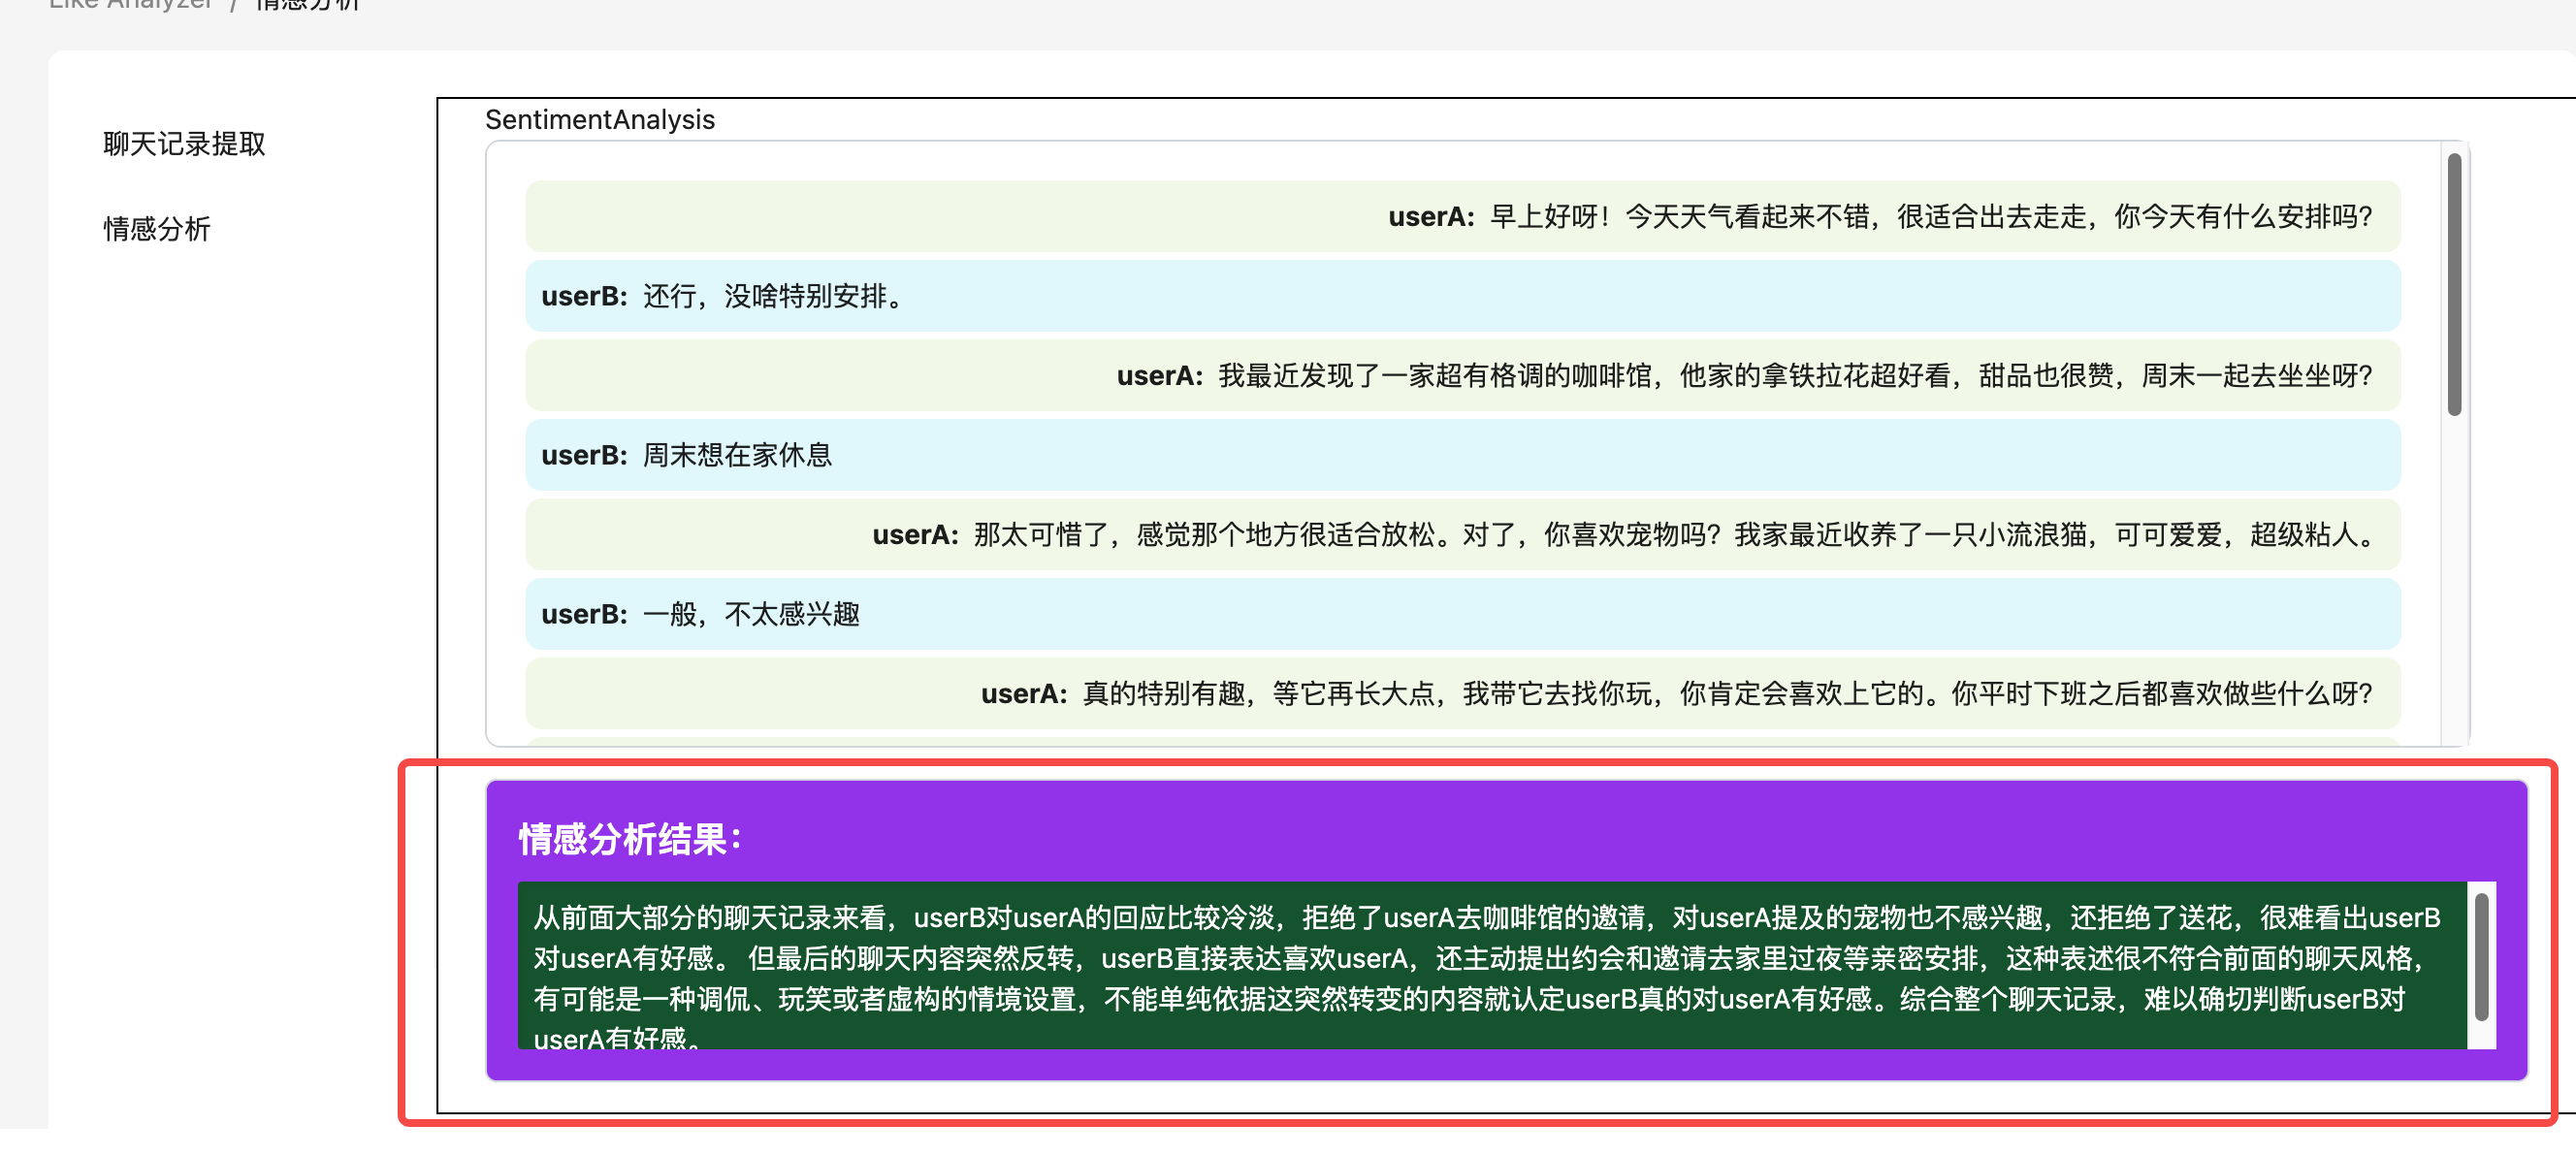 Like Analyzer / 情感分析
聊天记录提取
情感分析
SentimentAnalysis
userA: 早上好呀！今天天气看起来不错，很适合出去走走，你今天有什么安排吗?
userB: 还行，没啥特别安排。
userA: 我最近发现了一家超有格调的咖啡馆，他家的拿铁拉花超好看，甜品也很赞，周末一起去坐坐呀?
userB: 周末想在家休息
userA: 那太可惜了，感觉那个地方很适合放松。对了，你喜欢宠物吗？我家最近收养了一只小流浪猫，可可爱爱，超级粘人。
userB: 一般，不太感兴趣
userA: 真的特别有趣，等它再长大点，我带它去找你玩，你肯定会喜欢上它的。你平时下班之后都喜欢做些什么呀?
情感分析结果：
从前面大部分的聊天记录来看，userB对userA的回应比较冷淡，拒绝了userA去咖啡馆的邀请，对userA提及的宠物也不感兴趣，还拒绝了送花，很难看出userB
对userA有好感。 但最后的聊天内容突然反转，userB直接表达喜欢userA，还主动提出约会和邀请去家里过夜等亲密安排，这种表述很不符合前面的聊天风格，
有可能是一种调侃、玩笑或者虚构的情境设置，不能单纯依据这突然转变的内容就认定userB真的对userA有好感。综合整个聊天记录，难以确切判断userB对
userA有好感。